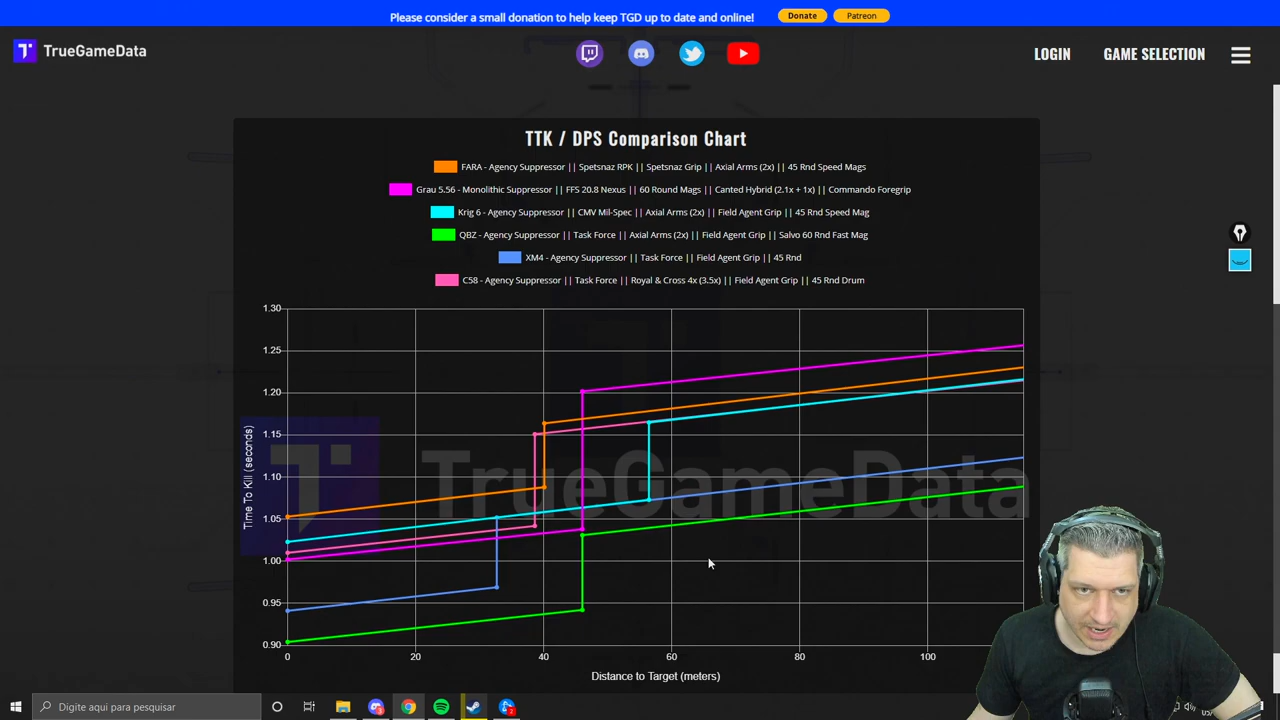 Please consider a small donation to help keep TGD up to date and online! Donate Patreon
TrueGameData
LOGIN GAME SELECTION
TTK / DPS Comparison Chart
FARA - Agency Suppressor || Spetsnaz RPK || Spetsnaz Grip || Axial Arms (2x) || 45 Rnd Speed Mags
Grau 5.56 - Monolithic Suppressor || FFS 20.8 Nexus || 60 Round Mags || Canted Hybrid (2.1x + 1x) || Commando Foregrip
Krig 6 - Agency Suppressor || CMV Mil-Spec || Axial Arms (2x) || Field Agent Grip || 45 Rnd Speed Mag
QBZ - Agency Suppressor || Task Force || Axial Arms (2x) || Field Agent Grip || Salvo 60 Rnd Fast Mag
XM4 - Agency Suppressor || Task Force || Field Agent Grip || 45 Rnd
C58 - Agency Suppressor || Task Force || Royal & Cross 4x (3.5x) || Field Agent Grip || 45 Rnd Drum
1.30
1.25
1.20
1.15
1.10
1.05
1.00
0.95
0.90
Time To Kill (seconds)
TrueGameData
0 20 40 60 80 100
Distance to Target (meters)
Digite aqui para pesquisar